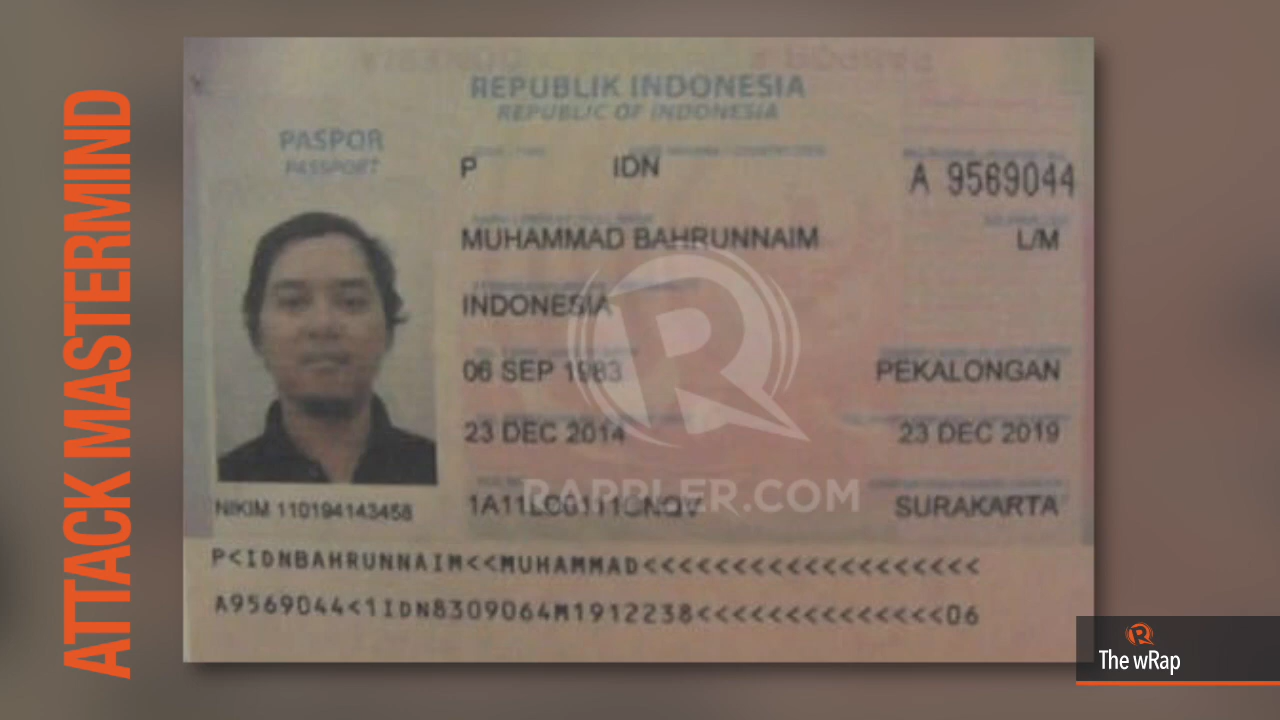 ATTACK MASTERMIND
REPUBLIK INDONESIA
REPUBLIC OF INDONESIA
PASPOR
PASSPORT
P IDN A 9569044
MUHAMMAD BAHRUNNAIM L/M
INDONESIA
06 SEP 1983 PEKALONGAN
23 DEC 2014 23 DEC 2019
RAPPLER.COM
SURAKARTA
NIKIM 110194143458
P<IDNBAHRUNNAIM<<MUHAMMAD<<<<<<<<<<<<<<<<<<<
A9569044<1IDN8309064M1912238<<<<<<<<<<<<<<06
The wRap